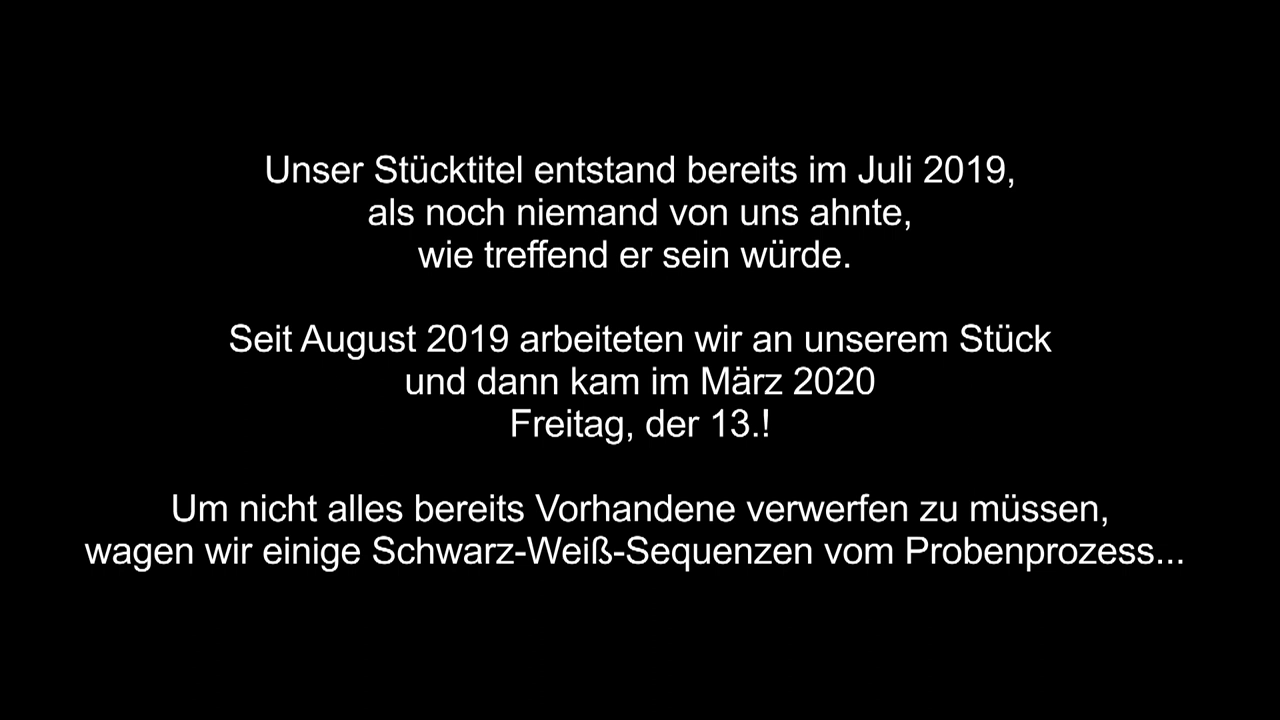 Unser Stücktitel entstand bereits im Juli 2019,
als noch niemand von uns ahnte,
wie treffend er sein würde.
Seit August 2019 arbeiteten wir an unserem Stück
und dann kam im März 2020
Freitag, der 13.!
Um nicht alles bereits Vorhandene verwerfen zu müssen,
wagen wir einige Schwarz-Weiß-Sequenzen vom Probenprozess...